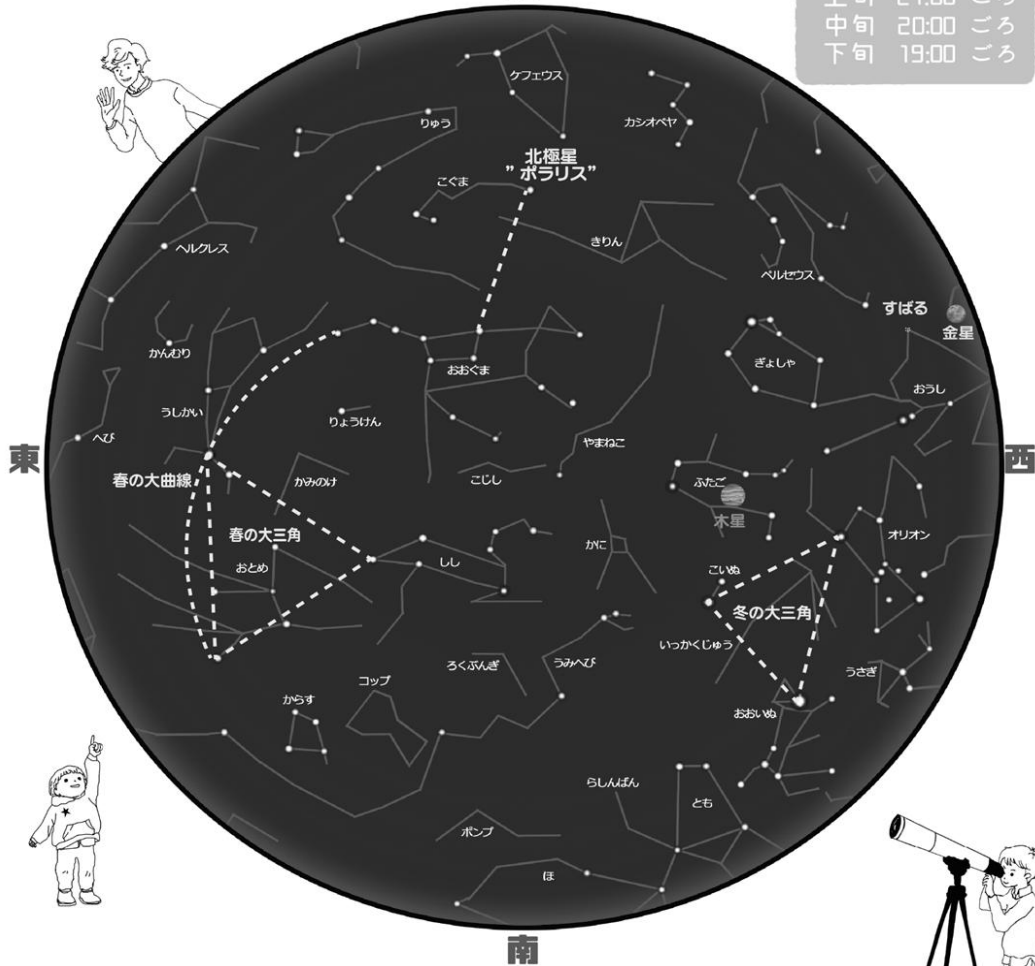 中旬 20:00 ごろ
下旬 19:00 ごろ
ケフェウス
カシオペヤ
りゅう
北極星
"ポラリス"
こぐま
きりん
ヘルクレス
ペルセウス
すばる
金星
かんむり
おおぐま
ぎょしゃ
おうし
うしかい
りょうけん
やまねこ
へび
東
西
春の大曲線
かみのけ
こじし
ふたご
木星
春の大三角
おとめ
しし
かに
オリオン
こいぬ
冬の大三角
いっかくじゅう
ろくぶんぎ
うみへび
うさぎ
コップ
からす
おおいぬ
らしんばん
とも
ポンプ
ほ
南